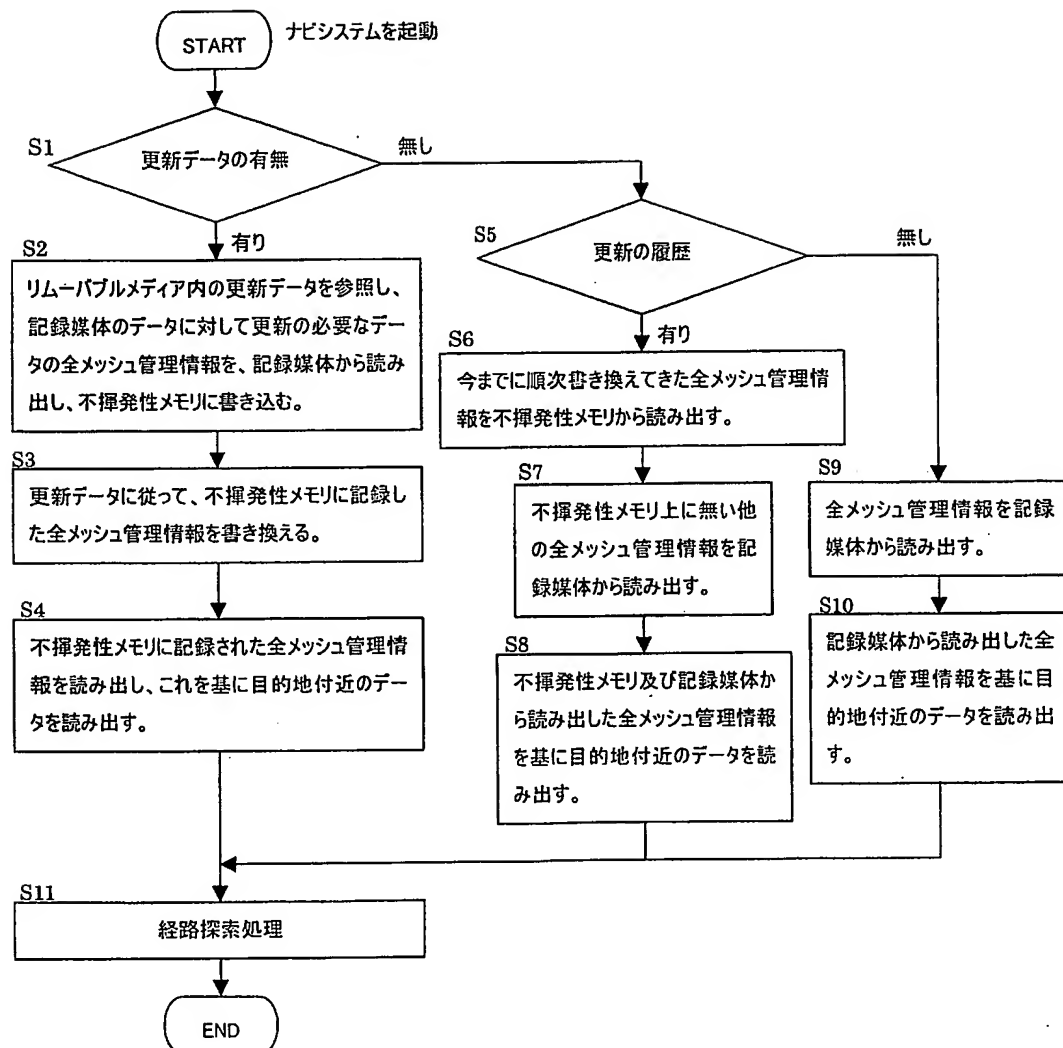 START
ナビシステムを起動
S1
更新データの有無
無し
有り
S2
リムーバブルメディア内の更新データを参照し、
記録媒体のデータに対して更新の必要なデー
タの全メッシュ管理情報を、記録媒体から読み
出し、不揮発性メモリに書き込む。
S3
更新データに従って、不揮発性メモリに記録し
た全メッシュ管理情報を書き換える。
S4
不揮発性メモリに記録された全メッシュ管理情
報を読み出し、これを基に目的地付近のデー
タを読み出す。
S5
更新の履歴
無し
有り
S6
今までに順次書き換えてきた全メッシュ管理情
報を不揮発性メモリから読み出す。
S7
不揮発性メモリ上に無い他
の全メッシュ管理情報を記
録媒体から読み出す。
S8
不揮発性メモリ及び記録媒体か
ら読み出した全メッシュ管理情報
を基に目的地付近のデータを読
み出す。
S9
全メッシュ管理情報を記録
媒体から読み出す。
S10
記録媒体から読み出した全
メッシュ管理情報を基に目
的地付近のデータを読み出
す。
S11
経路探索処理
END